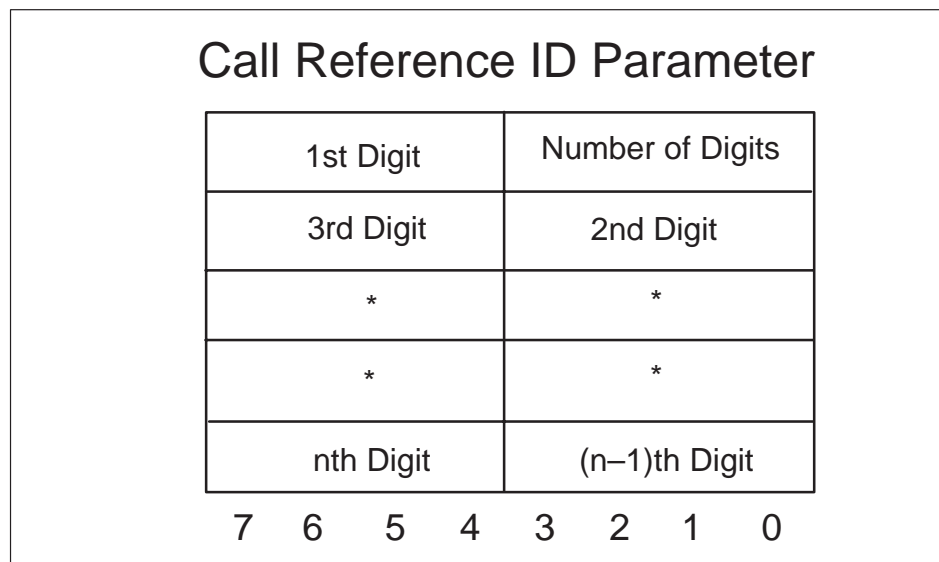 Call Reference ID Parameter
1st Digit Number of Digits
3rd Digit 2nd Digit
* *
* *
nth Digit (n–1)th Digit
7 6 5 4 3 2 1 0